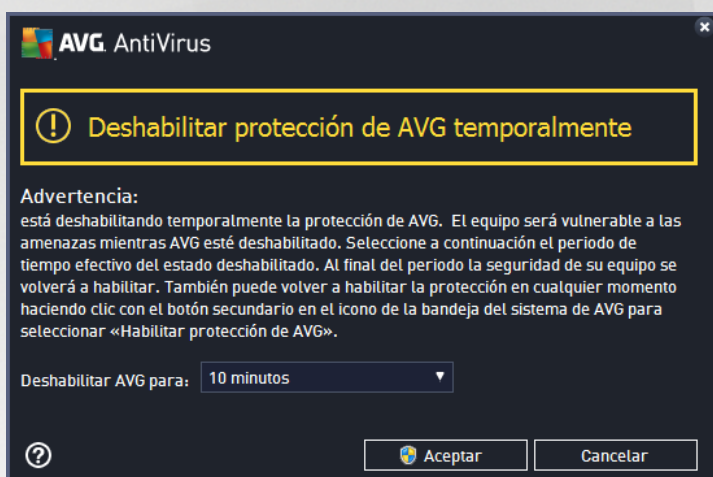 AVG. AntiVirus
Deshabilitar protección de AVG temporalmente
Advertencia:
está deshabilitando temporalmente la protección de AVG. El equipo será vulnerable a las
amenazas mientras AVG esté deshabilitado. Seleccione a continuación el periodo de
tiempo efectivo del estado deshabilitado. Al final del periodo la seguridad de su equipo se
volverá a habilitar. También puede volver a habilitar la protección en cualquier momento
haciendo clic con el botón secundario en el icono de la bandeja del sistema de AVG para
seleccionar «Habilitar protección de AVG».
Deshabilitar AVG para: 10 minutos
Aceptar Cancelar